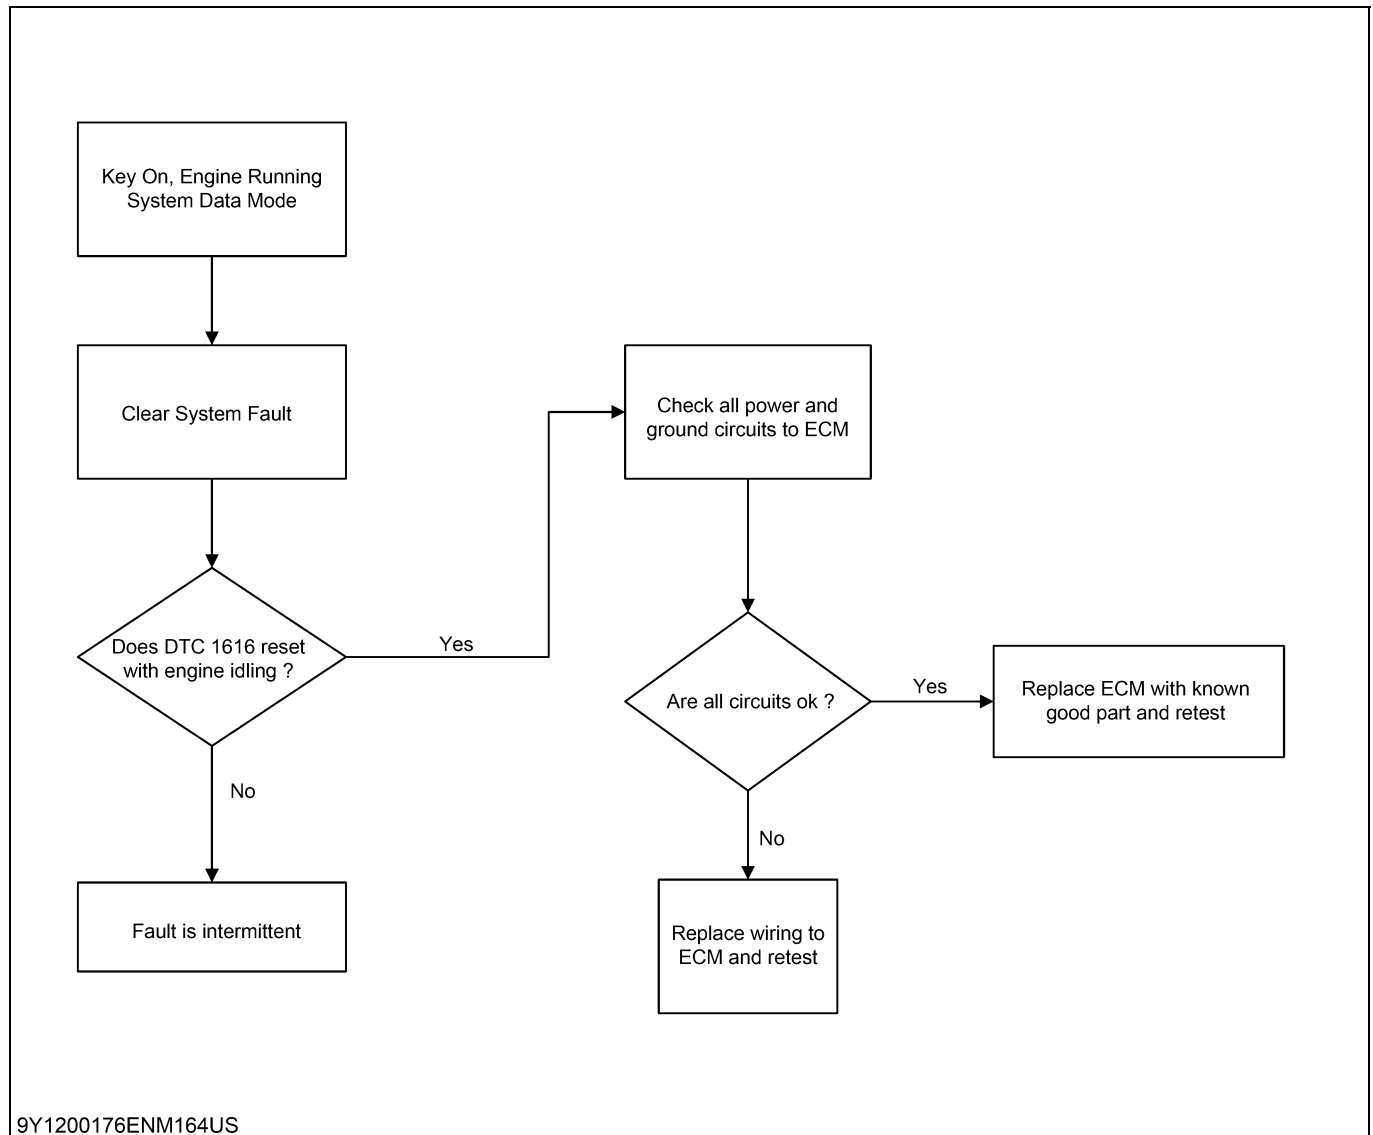 Key On, Engine Running
System Data Mode
Clear System Fault
Does DTC 1616 reset
with engine idling ?
Yes
No
Fault is intermittent
Check all power and
ground circuits to ECM
Are all circuits ok ?
Yes
Replace ECM with known
good part and retest
No
Replace wiring to
ECM and retest
9Y1200176ENM164US